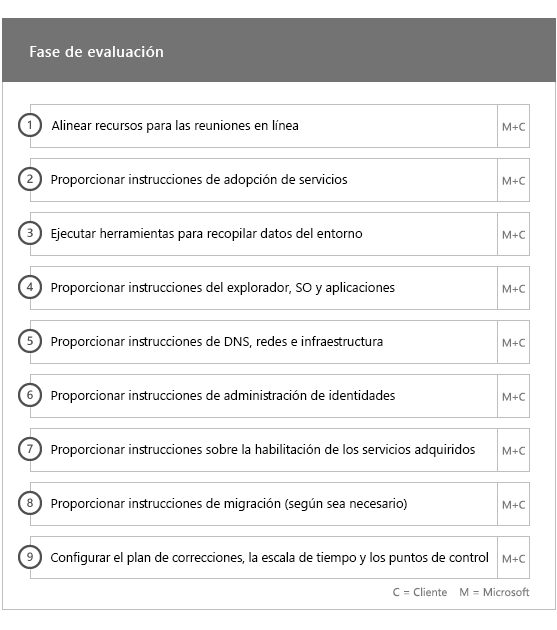 Fase de evaluación
1 Alinear recursos para las reuniones en línea M+C
2 Proporcionar instrucciones de adopción de servicios M+C
3 Ejecutar herramientas para recopilar datos del entorno M+C
4 Proporcionar instrucciones del explorador, SO y aplicaciones M+C
5 Proporcionar instrucciones de DNS, redes e infraestructura M+C
6 Proporcionar instrucciones de administración de identidades M+C
7 Proporcionar instrucciones sobre la habilitación de los servicios adquiridos M+C
8 Proporcionar instrucciones de migración (según sea necesario) M+C
9 Configurar el plan de correcciones, la escala de tiempo y los puntos de control M+C
C = Cliente M = Microsoft